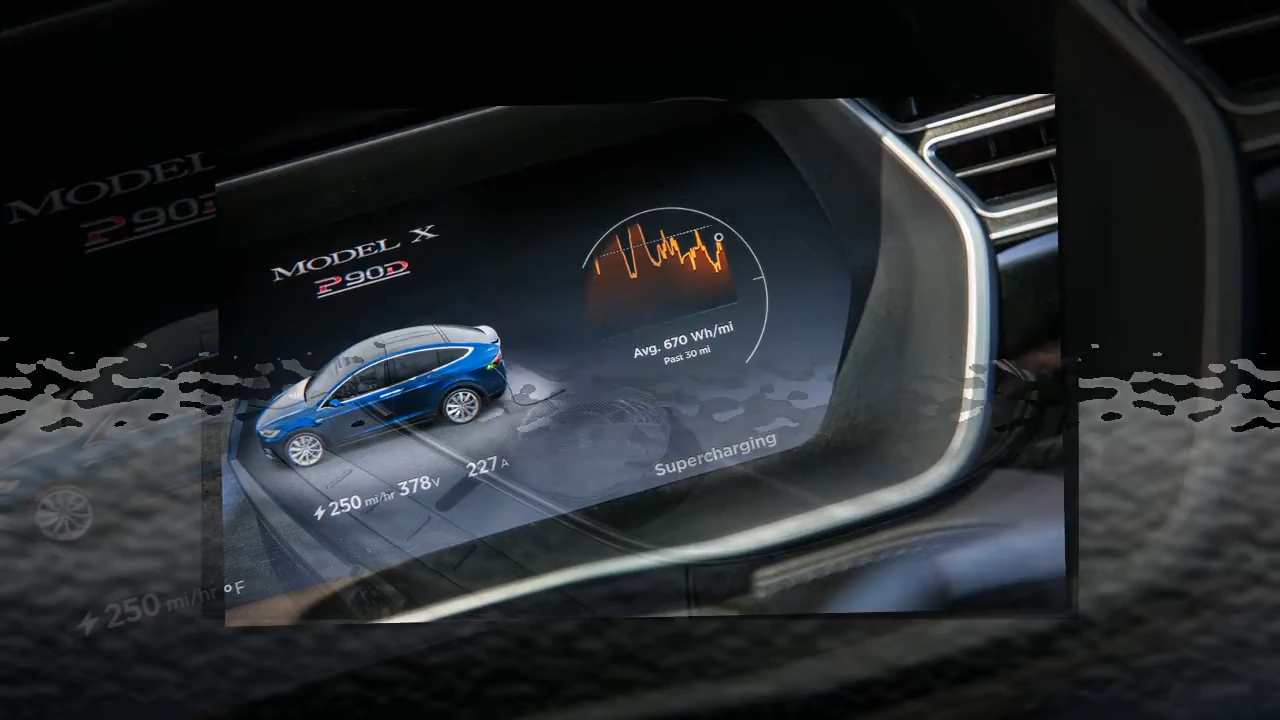 MODEL X
P90D
Avg. 670 Wh/mi
Past 30 mi
250 mi/hr 378V 227A
Supercharging
°F
MODEL
P90D
250 mi/hr